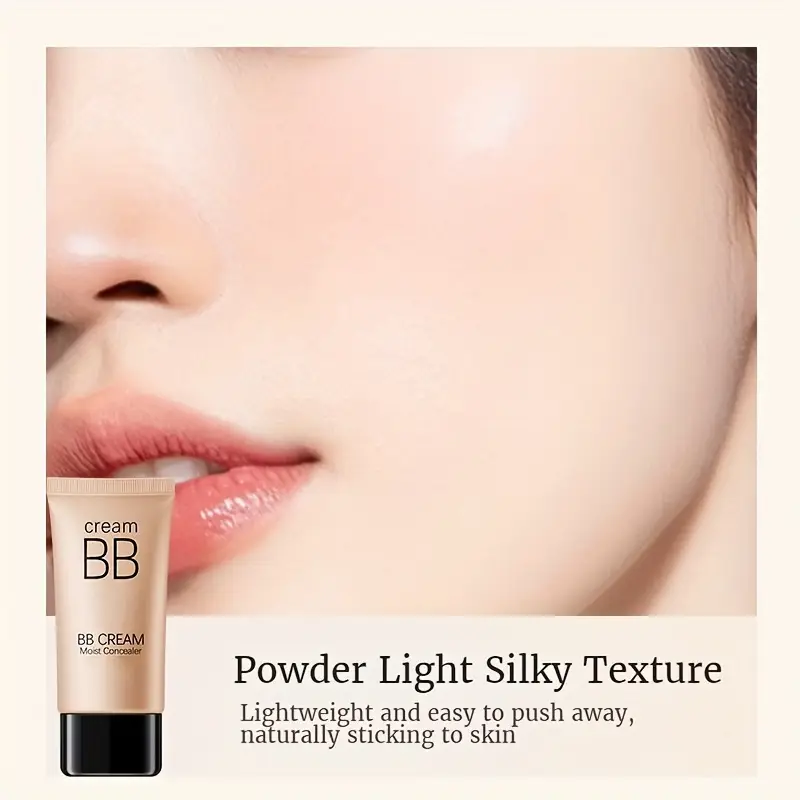 cream
BB
BB CREAM
Moist Concealer
Powder Light Silky Texture
Lightweight and easy to push away,
naturally sticking to skin